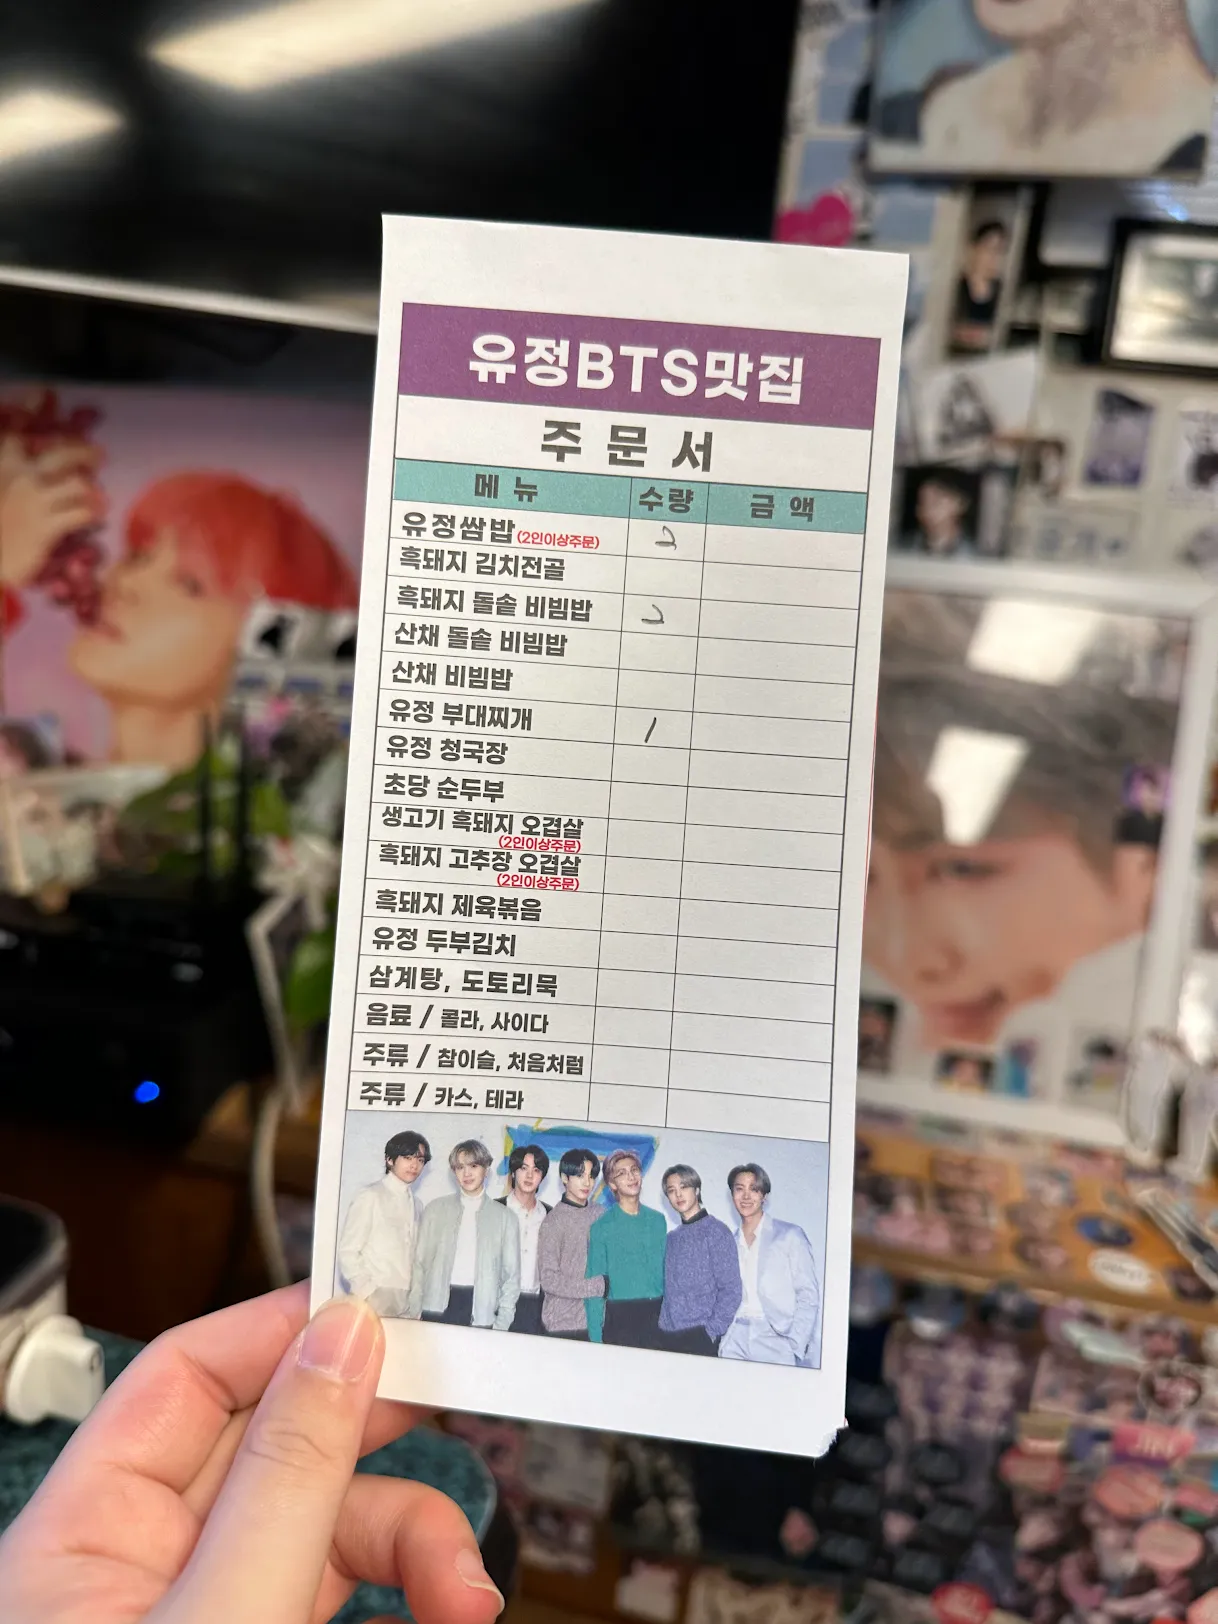 유정BTS맛집
주문서
메뉴 수량 금액
유정쌈밥(2인이상주문) 2
흑돼지 김치전골
흑돼지 돌솥 비빔밥 2
산채 돌솥 비빔밥
산채 비빔밥
유정 부대찌개 1
유정 청국장
초당 순두부
생고기 흑돼지 오겹살
(2인이상주문)
흑돼지 고추장 오겹살
(2인이상주문)
흑돼지 제육볶음
유정 두부김치
삼계탕, 도토리묵
음료 / 콜라, 사이다
주류 / 참이슬, 처음처럼
주류 / 카스, 테라